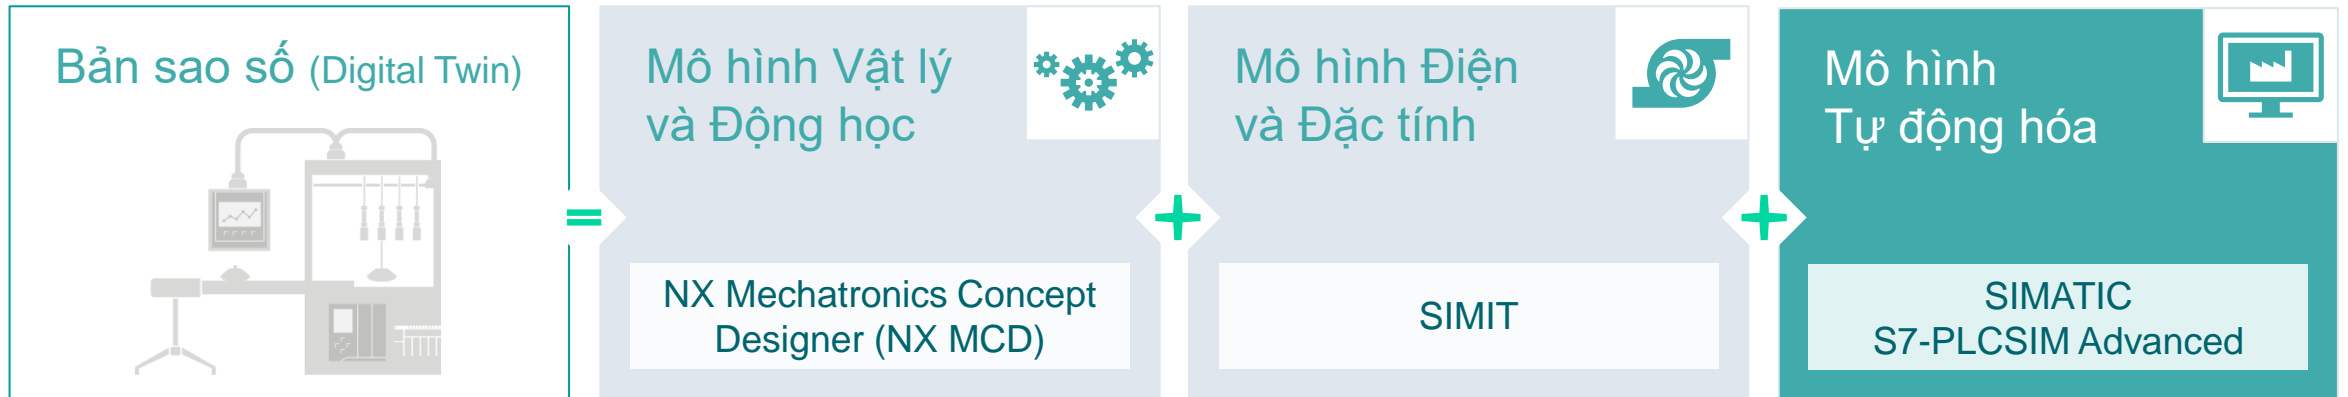 Bản sao số (Digital Twin)
Mô hình Vật lý
và Động học
NX Mechatronics Concept
Designer (NX MCD)
Mô hình Điện
và Đặc tính
SIMIT
Mô hình
Tự động hóa
SIMATIC
S7-PLCSIM Advanced